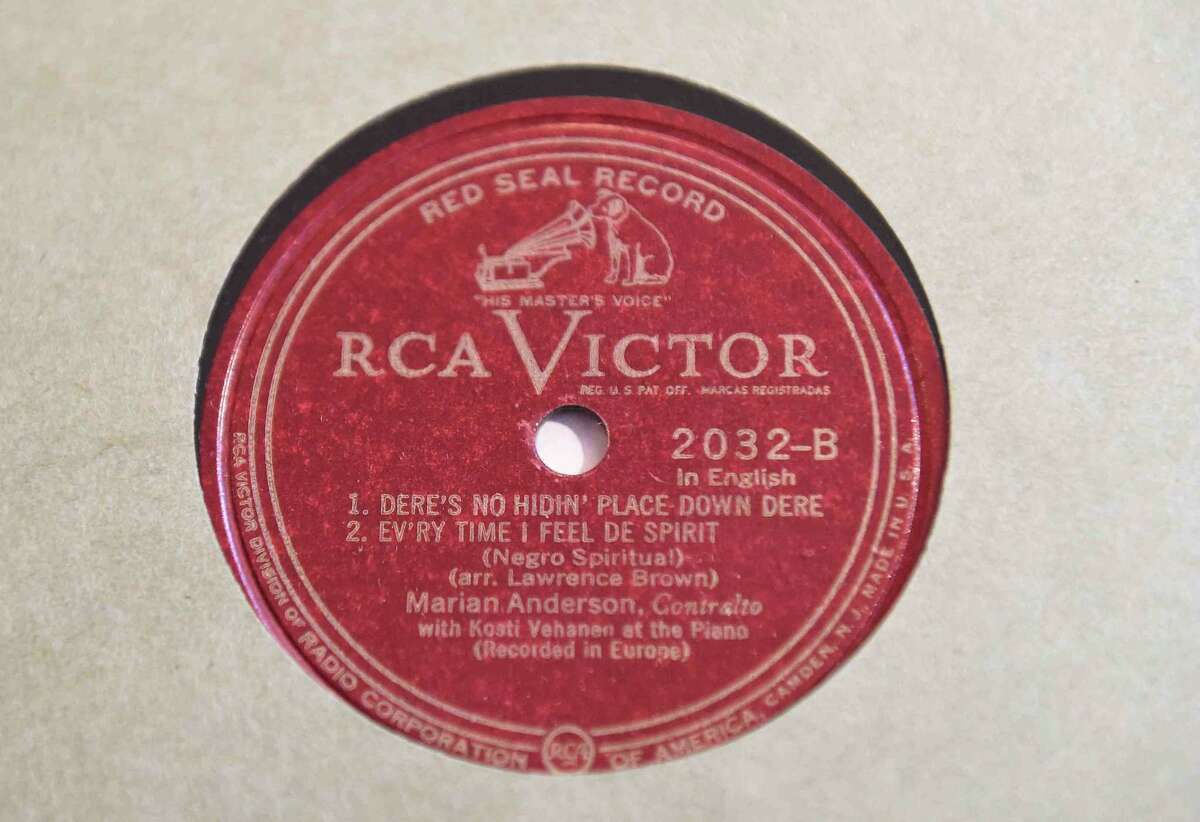 RED SEAL RECORD
"HIS MASTER'S VOICE"
RCA VICTOR
REG. U. S. PAT. OFF. MARCAS REGISTRADAS
2032-B
In English
1. DERE'S NO HIDIN' PLACE DOWN DERE
2. EV'RY TIME I FEEL DE SPIRIT
(Negro Spiritual)
(arr. Lawrence Brown)
Marian Anderson, Contralto
with Kosti Vehanen at the Piano
(Recorded in Europe)
RCA VICTOR DIVISION OF RADIO CORPORATION OF AMERICA, CAMDEN, N. J. MADE IN U. S. A.
RCA